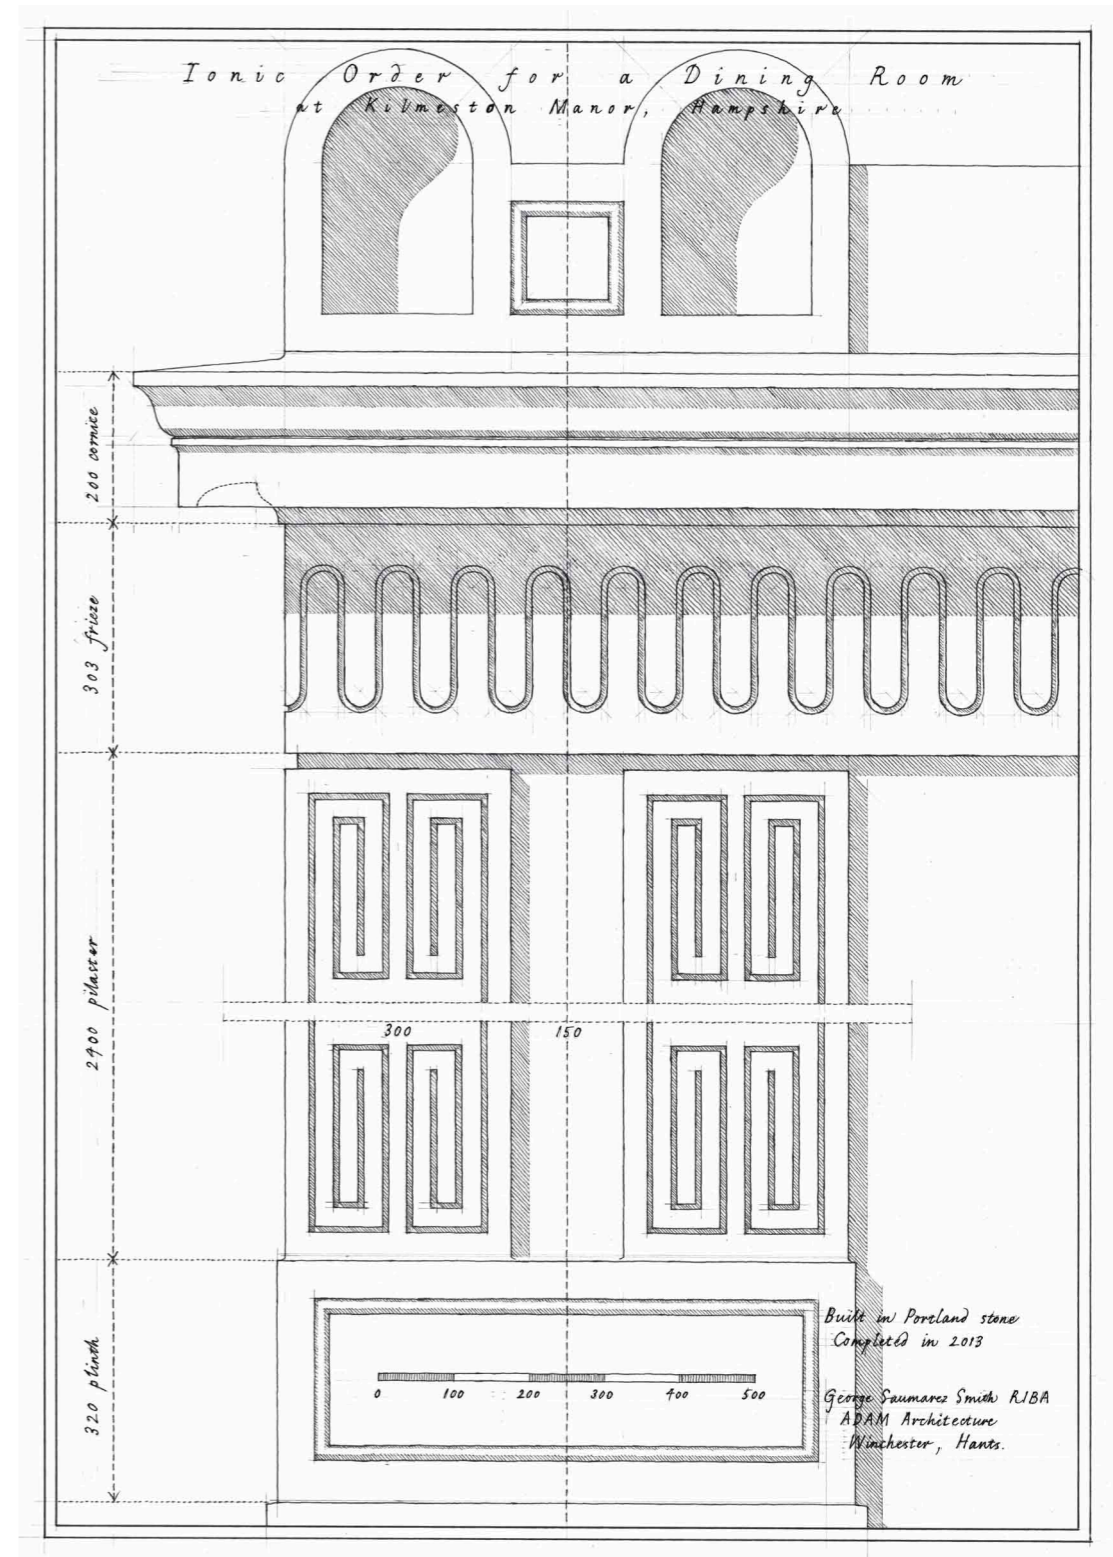 Ionic Order for a Dining Room
at Kilmeston Manor, Hampshire
200 cornice
303 frieze
2900 pilaster
300 150
320 plinth
0 100 200 300 400 500
Built in Portland stone
Completed in 2013
George Saumarez Smith RIBA
ADAM Architecture
Winchester, Hants.